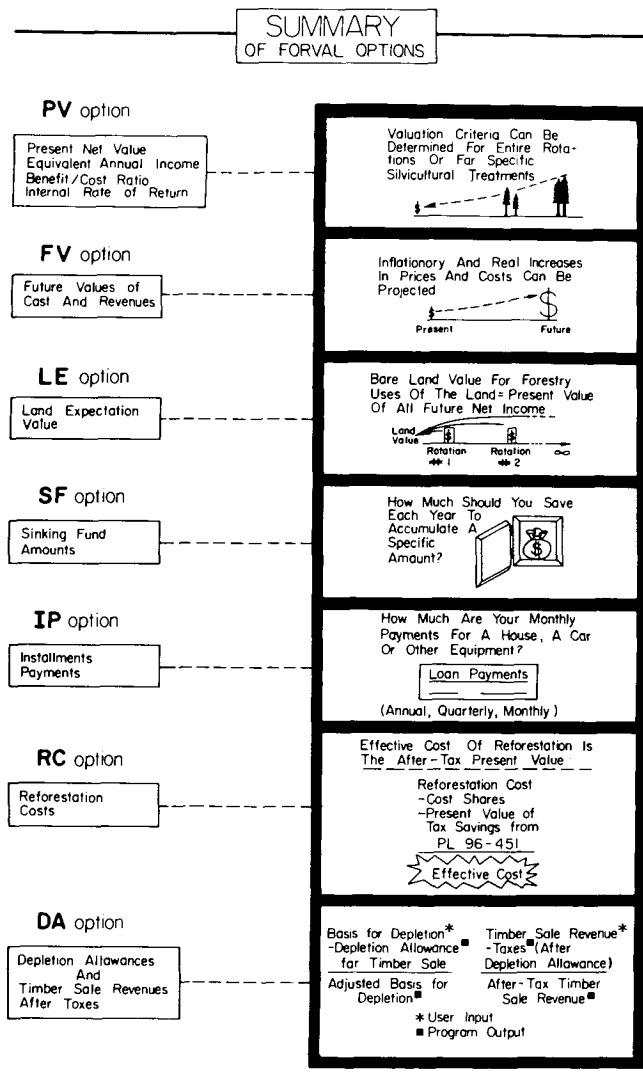 SUMMARY
OF FORVAL OPTIONS
PV option
Present Net Value
Equivalent Annual Income
Benefit/Cost Ratio
Internal Rate of Return
Valuation Criteria Can Be
Determined For Entire Rota-
tions Or Far Specific
Silvicultural Treatments
$
FV option
Future Values of
Cast And Revenues
Inflationory And Real Increases
In Prices And Costs Can Be
Projected
$ $
Present Future
LE option
Land Expectation
Value
Bare Land Value For Forestry
Uses Of The Land = Present Value
Of All Future Net Income
Land
Value $ $
Rotation Rotation ∞
# 1 # 2
SF option
Sinking Fund
Amounts
How Much Should You Save
Each Year To
Accumulate A
Specific
Amount?
$
IP option
Installments
Payments
How Much Are Your Monthly
Payments For A House, A Car
Or Other Equipment?
Loan Payments
(Annual, Quarterly, Monthly)
RC option
Reforestation
Costs
Effective Cost Of Reforestation Is
The After-Tax Present Value
Reforestation Cost
-Cost Shares
-Present Value of
Tax Savings from
PL 96-451
Effective Cost
DA option
Depletion Allowances
And
Timber Sale Revenues
After Toxes
Basis for Depletion*
-Depletion Allowance■
far Timber Sale
Adjusted Basis for
Depletion■
Timber Sale Revenue*
-Taxes■(After
Depletion Allowance)
After-Tax Timber
Sale Revenue■
* User Input
■ Program Output